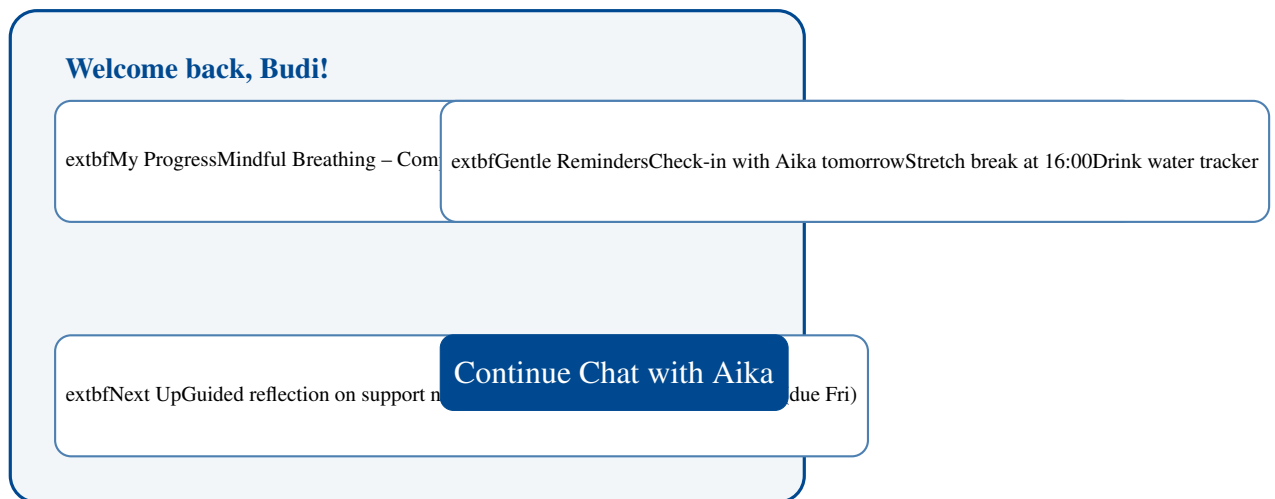 Welcome back, Budi!
extbfMy ProgressMindful Breathing – Com
extbfGentle RemindersCheck-in with Aika tomorrowStretch break at 16:00Drink water tracker
extbfNext UpGuided reflection on support
Continue Chat with Aika
due Fri)